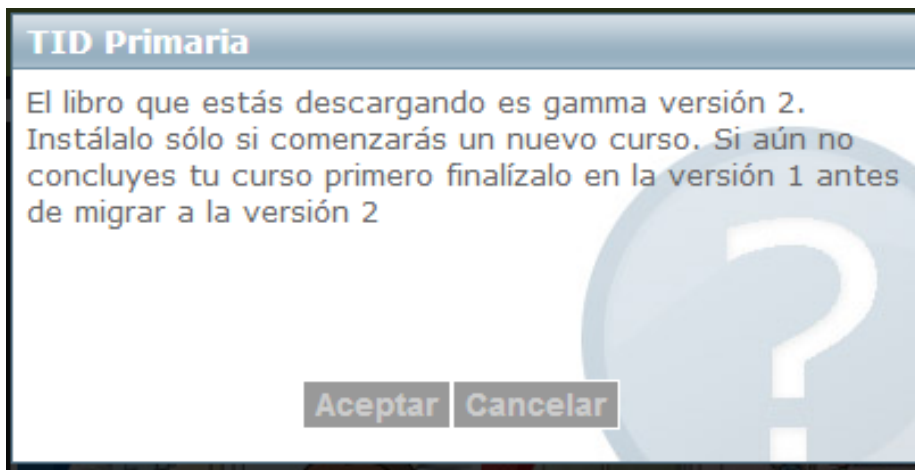 TID Primaria
El libro que estás descargando es gamma versión 2.
Instálalo sólo si comenzarás un nuevo curso. Si aún no
concluyes tu curso primero finalízalo en la versión 1 antes
de migrar a la versión 2
Aceptar Cancelar